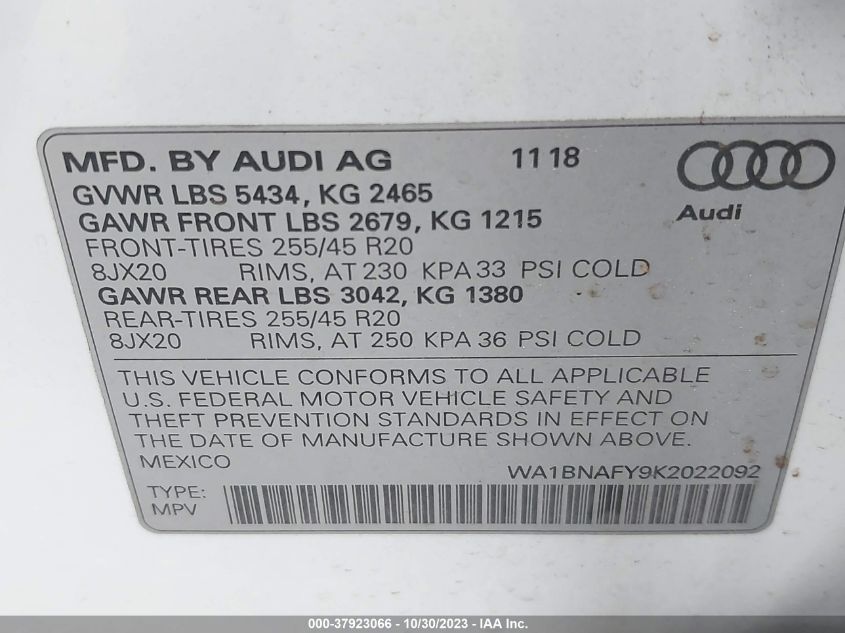 MFD. BY AUDI AG 11 18
GVWR LBS 5434, KG 2465
GAWR FRONT LBS 2679, KG 1215
Audi
FRONT-TIRES 255/45 R20
8JX20 RIMS, AT 230 KPA 33 PSI COLD
GAWR REAR LBS 3042, KG 1380
REAR-TIRES 255/45 R20
8JX20 RIMS, AT 250 KPA 36 PSI COLD
THIS VEHICLE CONFORMS TO ALL APPLICABLE
U.S. FEDERAL MOTOR VEHICLE SAFETY AND
THEFT PREVENTION STANDARDS IN EFFECT ON
THE DATE OF MANUFACTURE SHOWN ABOVE.
MEXICO WA1BNAFY9K2022092
TYPE:
MPV
000-37923066 - 10/30/2023 - IAA Inc.